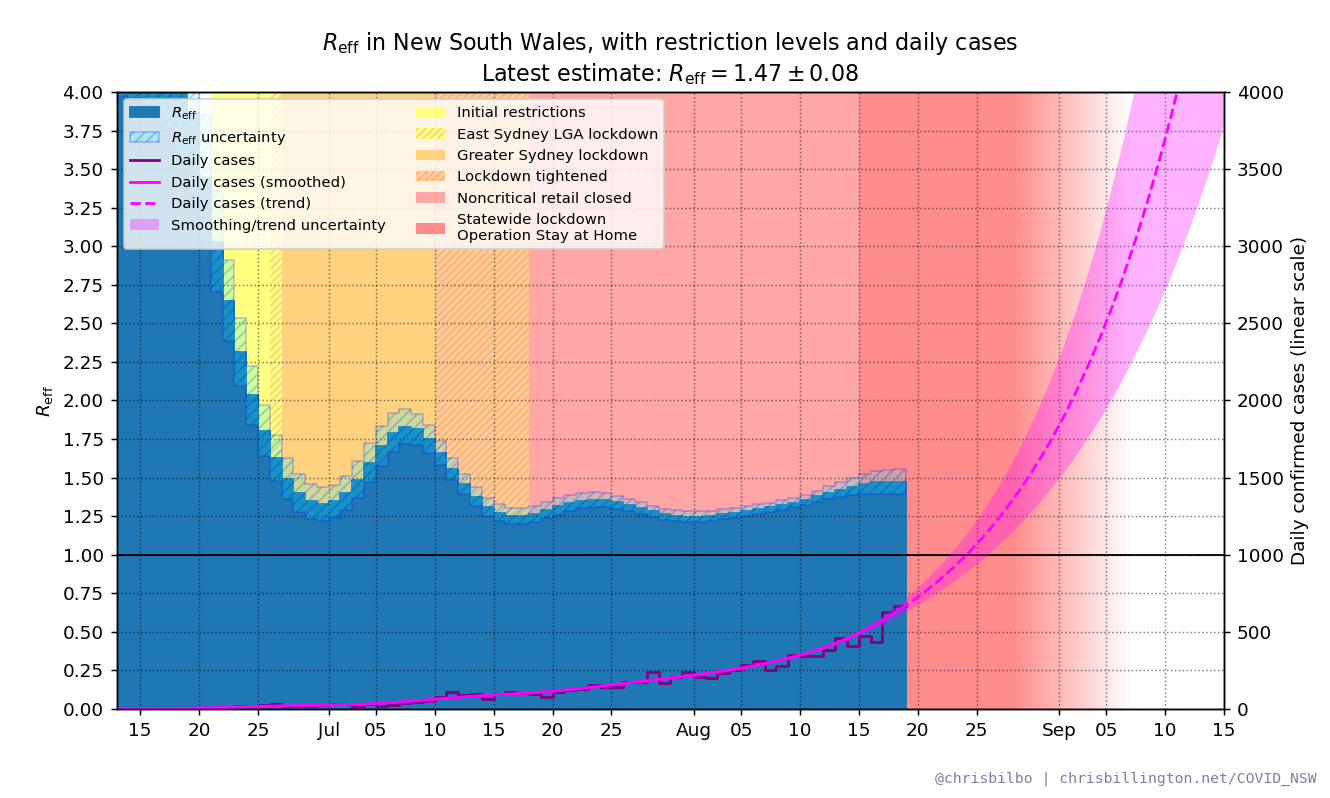 R_eff in New South Wales, with restriction levels and daily cases
Latest estimate: R_eff = 1.47 ± 0.08
R_eff
R_eff uncertainty
Daily cases
Daily cases (smoothed)
Daily cases (trend)
Smoothing/trend uncertainty
Initial restrictions
East Sydney LGA lockdown
Greater Sydney lockdown
Lockdown tightened
Noncritical retail closed
Statewide lockdown
Operation Stay at Home
R_eff
4.00
3.75
3.50
3.25
3.00
2.75
2.50
2.25
2.00
1.75
1.50
1.25
1.00
0.75
0.50
0.25
0.00
4000
3500
3000
2500
2000
1500
1000
500
0
Daily confirmed cases (linear scale)
15 20 25 Jul 05 10 15 20 25 Aug 05 10 15 20 25 Sep 05 10 15
@chrisbilbo | chrisbillington.net/COVID_NSW